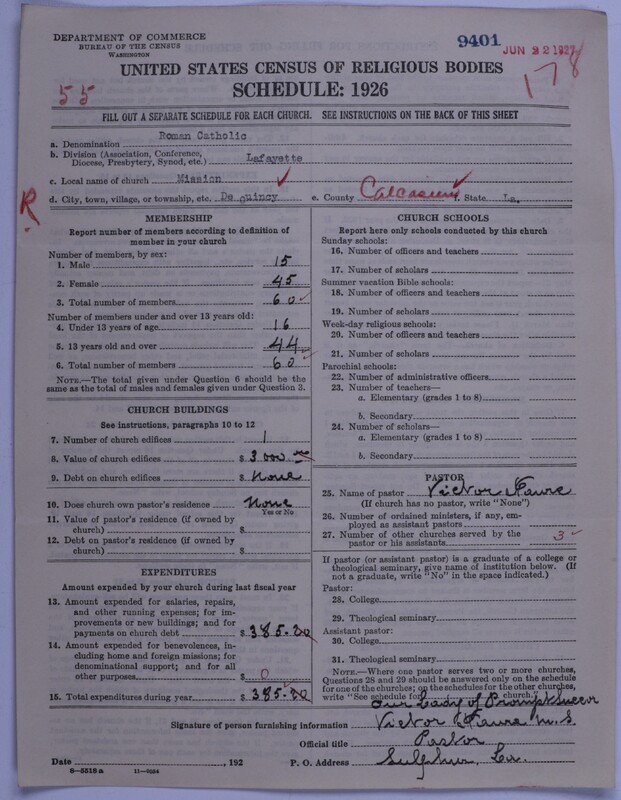 DEPARTMENT OF COMMERCE
BUREAU OF THE CENSUS
WASHINGTON
9401
JUN 22 1927
178
55
UNITED STATES CENSUS OF RELIGIOUS BODIES
SCHEDULE: 1926
FILL OUT A SEPARATE SCHEDULE FOR EACH CHURCH. SEE INSTRUCTIONS ON THE BACK OF THIS SHEET
a. Denomination Roman Catholic
b. Division (Association, Conference, Diocese, Presbytery, Synod, etc.) Lafayette
c. Local name of church Mission
d. City, town, village, or township, etc. De Quincy e. County Calcasieu f. State La.
R
MEMBERSHIP
Report number of members according to definition of
member in your church
Number of members, by sex:
1. Male 15
2. Female 45
3. Total number of members 60
Number of members under and over 13 years old:
4. Under 13 years of age 16
5. 13 years old and over 44
6. Total number of members 60
NOTE.—The total given under Question 6 should be the
same as the total of males and females given under Question 3.
CHURCH BUILDINGS
See instructions, paragraphs 10 to 12
7. Number of church edifices 1
8. Value of church edifices $ 3000.00
9. Debt on church edifices $ None
10. Does church own pastor's residence? None
Yes or No
11. Value of pastor's residence (if owned by
church) $
12. Debt on pastor's residence (if owned by
church) $
EXPENDITURES
Amount expended by your church during last fiscal year
13. Amount expended for salaries, repairs,
and other running expenses; for im-
provements or new buildings; and for
payments on church debt $ 385.20
14. Amount expended for benevolences, in-
cluding home and foreign missions; for
denominational support; and for all
other purposes $ 0
15. Total expenditures during year $ 385.20
CHURCH SCHOOLS
Report here only schools conducted by this church
Sunday schools:
16. Number of officers and teachers
17. Number of scholars
Summer vacation Bible schools:
18. Number of officers and teachers
19. Number of scholars
Week-day religious schools:
20. Number of officers and teachers
21. Number of scholars
Parochial schools:
22. Number of administrative officers
23. Number of teachers—
a. Elementary (grades 1 to 8)
b. Secondary
24. Number of scholars—
a. Elementary (grades 1 to 8)
b. Secondary
PASTOR
25. Name of pastor Victor Faure
(If church has no pastor, write "None")
26. Number of ordained ministers, if any, em-
ployed as assistant pastors
27. Number of other churches served by the
pastor or his assistants 3
If pastor (or assistant pastor) is a graduate of a college or
theological seminary, give name of institution below. (If
not a graduate, write "No" in the space indicated.)
Pastor:
28. College
29. Theological seminary
Assistant pastor:
30. College
31. Theological seminary
NOTE.—Where one pastor serves two or more churches,
Questions 28 and 29 should be answered only on the schedule
for one of the churches; on the schedules for the other churches,
write "See schedule for Our Lady of Prompt Succor church.")
Signature of person furnishing information Victor Faure m.s
Official title Pastor
Date , 192 P. O. Address Sulphur, La.
8—5518 a 11—9054